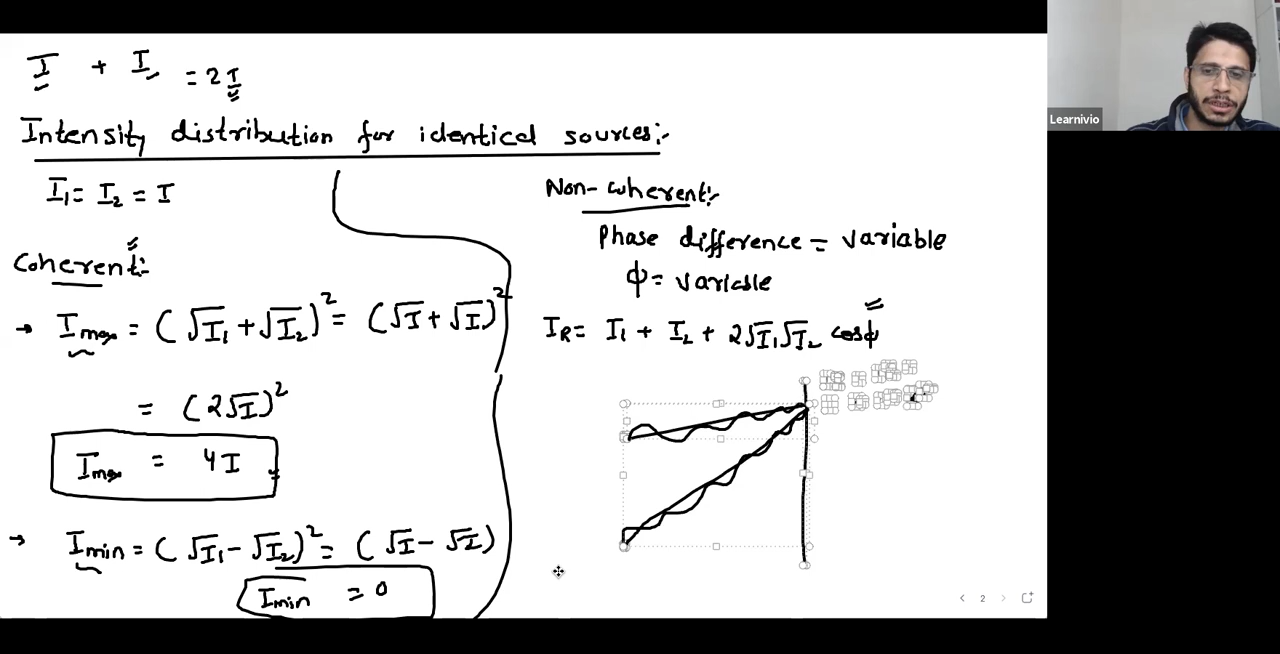 I + I = 2I
Intensity distribution for identical sources:-
I₁ = I₂ = I
Coherent:-
→ Imax = (√I₁ + √I₂)² = (√I + √I)²
= (2√I)²
Imax = 4I
→ Imin = (√I₁ - √I₂)² = (√I - √I)
Imin = 0
Non-coherent:-
Phase difference = variable
ϕ = variable
IR = I₁ + I₂ + 2√I₁√I₂ cosϕ
2
Learnivio